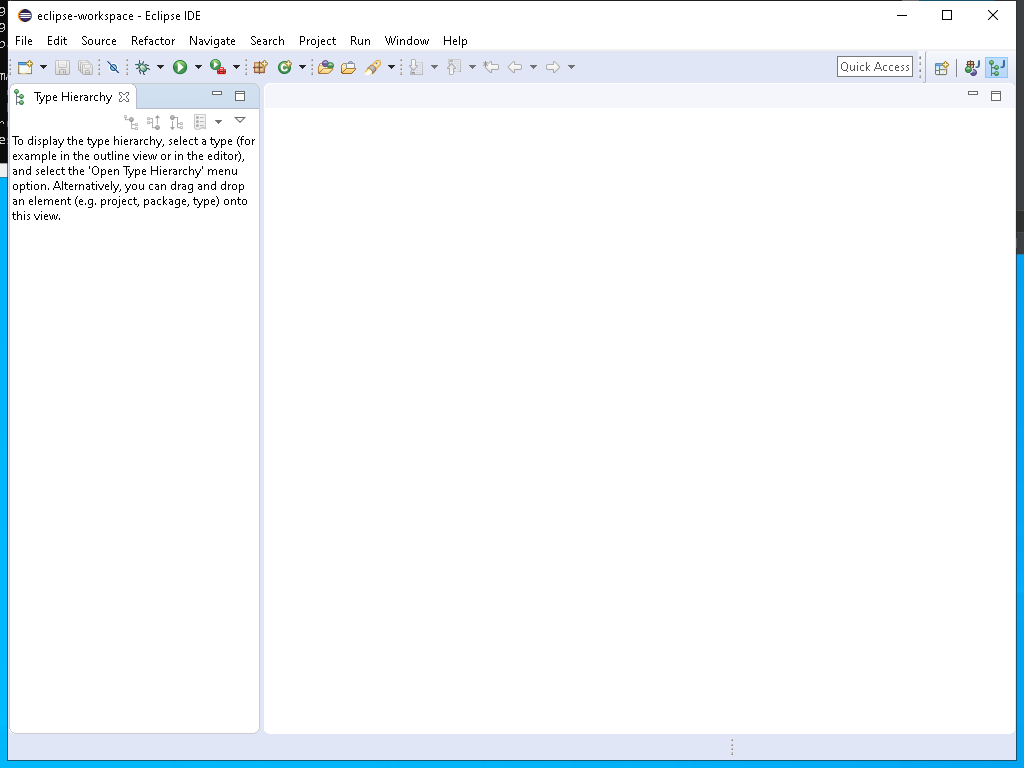 eclipse-workspace - Eclipse IDE
File Edit Source Refactor Navigate Search Project Run Window Help
Quick Access
Type Hierarchy
To display the type hierarchy, select a type (for
example in the outline view or in the editor),
and select the 'Open Type Hierarchy' menu
option. Alternatively, you can drag and drop
an element (e.g. project, package, type) onto
this view.